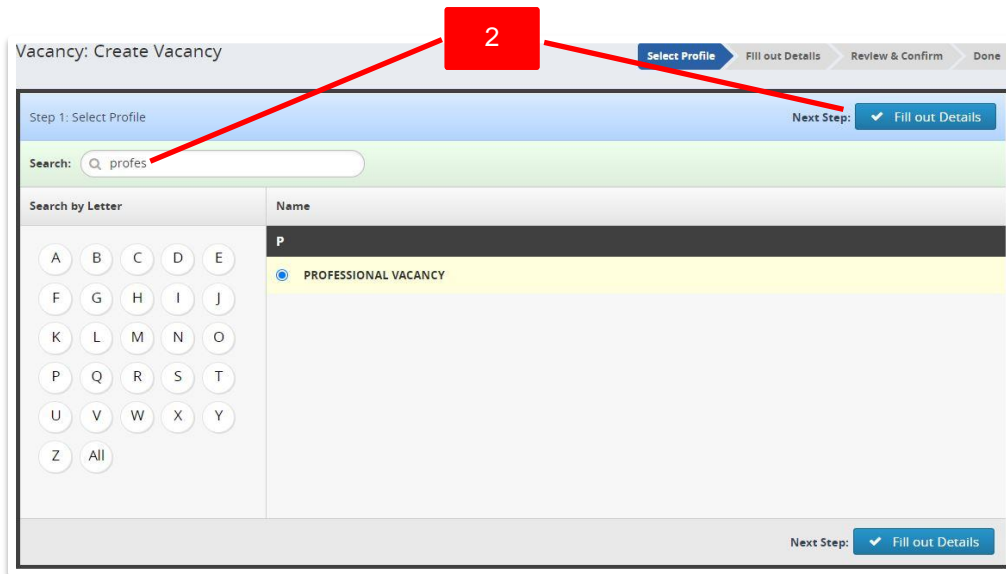 2
Vacancy: Create Vacancy
Select Profile Fill out Details Review & Confirm Done
Step 1: Select Profile Next Step: Fill out Details
Search: profes
Search by Letter Name
P
PROFESSIONAL VACANCY
A B C D E
F G H I J
K L M N O
P Q R S T
U V W X Y
Z All
Next Step: Fill out Details